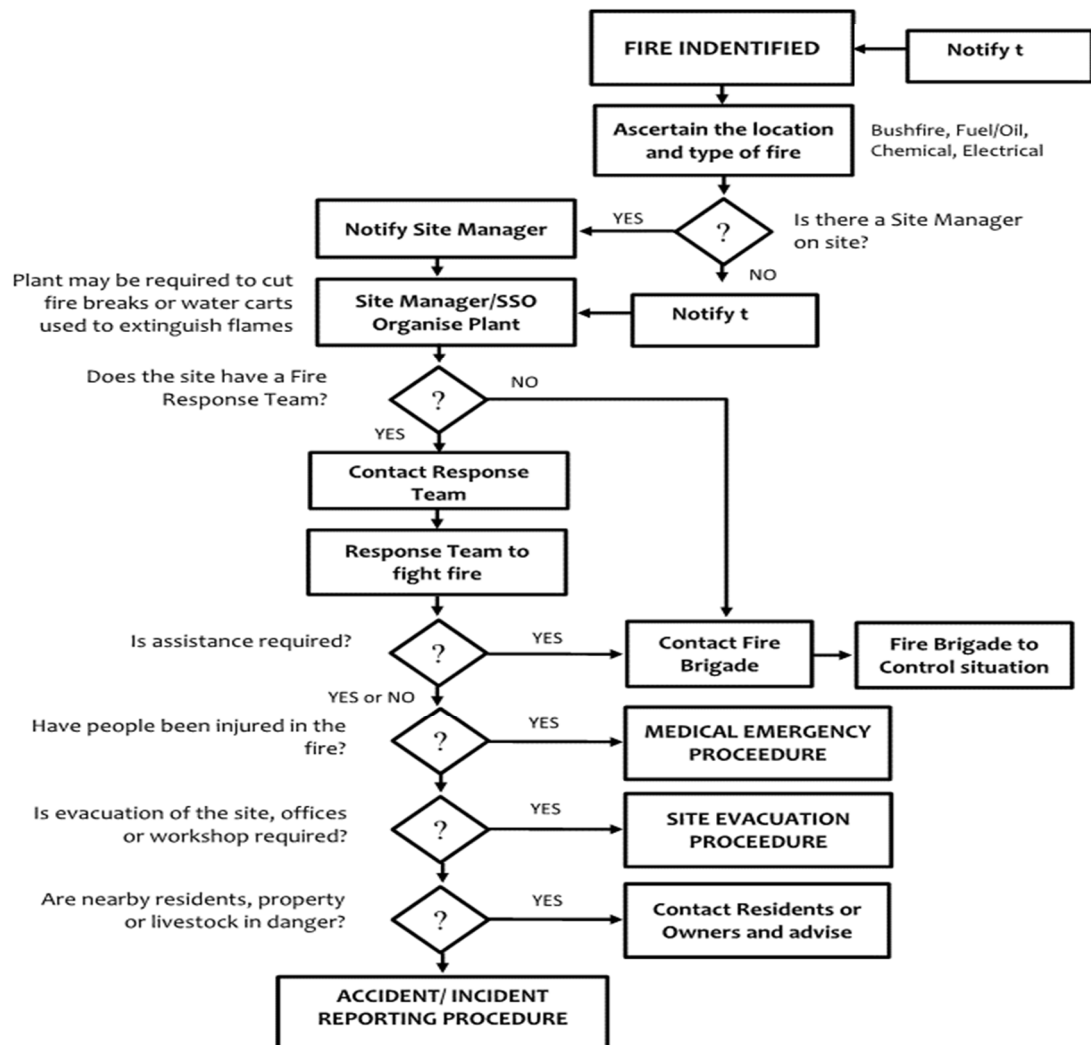 FIRE INDENTIFIED
Notify t
Ascertain the location
and type of fire
Bushfire, Fuel/Oil,
Chemical, Electrical
Notify Site Manager
YES
?
Is there a Site Manager
on site?
NO
Plant may be required to cut
fire breaks or water carts
used to extinguish flames
Site Manager/SSO
Organise Plant
Notify t
Does the site have a Fire
Response Team?
?
NO
YES
Contact Response
Team
Response Team to
fight fire
Is assistance required?
?
YES
Contact Fire
Brigade
Fire Brigade to
Control situation
YES or NO
Have people been injured in the
fire?
?
YES
MEDICAL EMERGENCY
PROCEEDURE
Is evacuation of the site, offices
or workshop required?
?
YES
SITE EVACUATION
PROCEEDURE
Are nearby residents, property
or livestock in danger?
?
YES
Contact Residents or
Owners and advise
ACCIDENT/ INCIDENT
REPORTING PROCEDURE